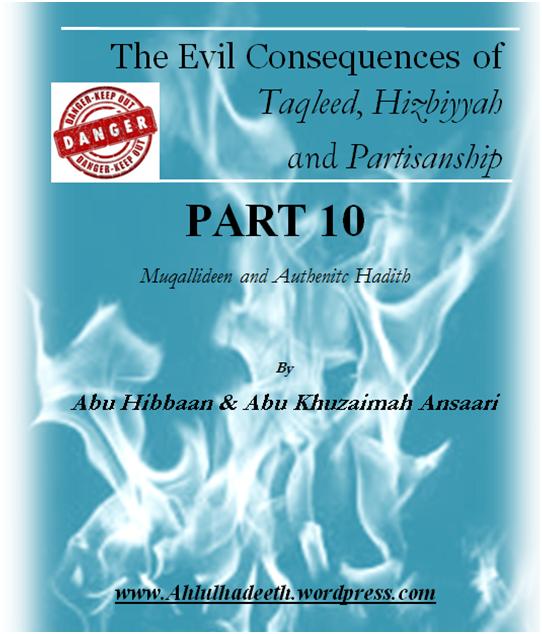 The Evil Consequences of
Taqleed, Hizbiyyah
and Partisanship
DANGER-KEEP OUT
DANGER
DANGER-KEEP OUT
PART 10
Muqallideen and Authenitc Hadith
By
Abu Hibbaan & Abu Khuzaimah Ansaari
www.Ahlulhadeeth.wordpress.com